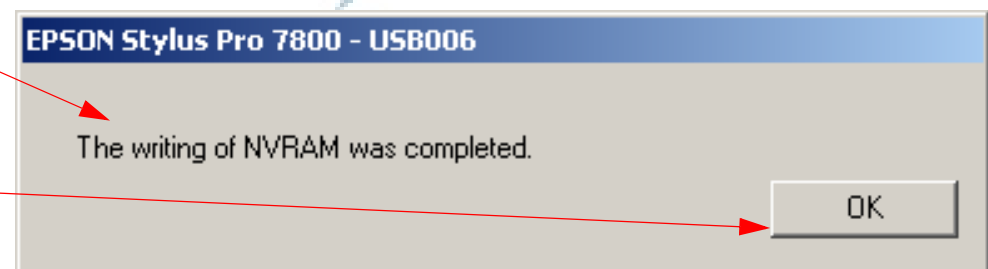 EPSON Stylus Pro 7800 - USB006
The writing of NVRAM was completed.
OK